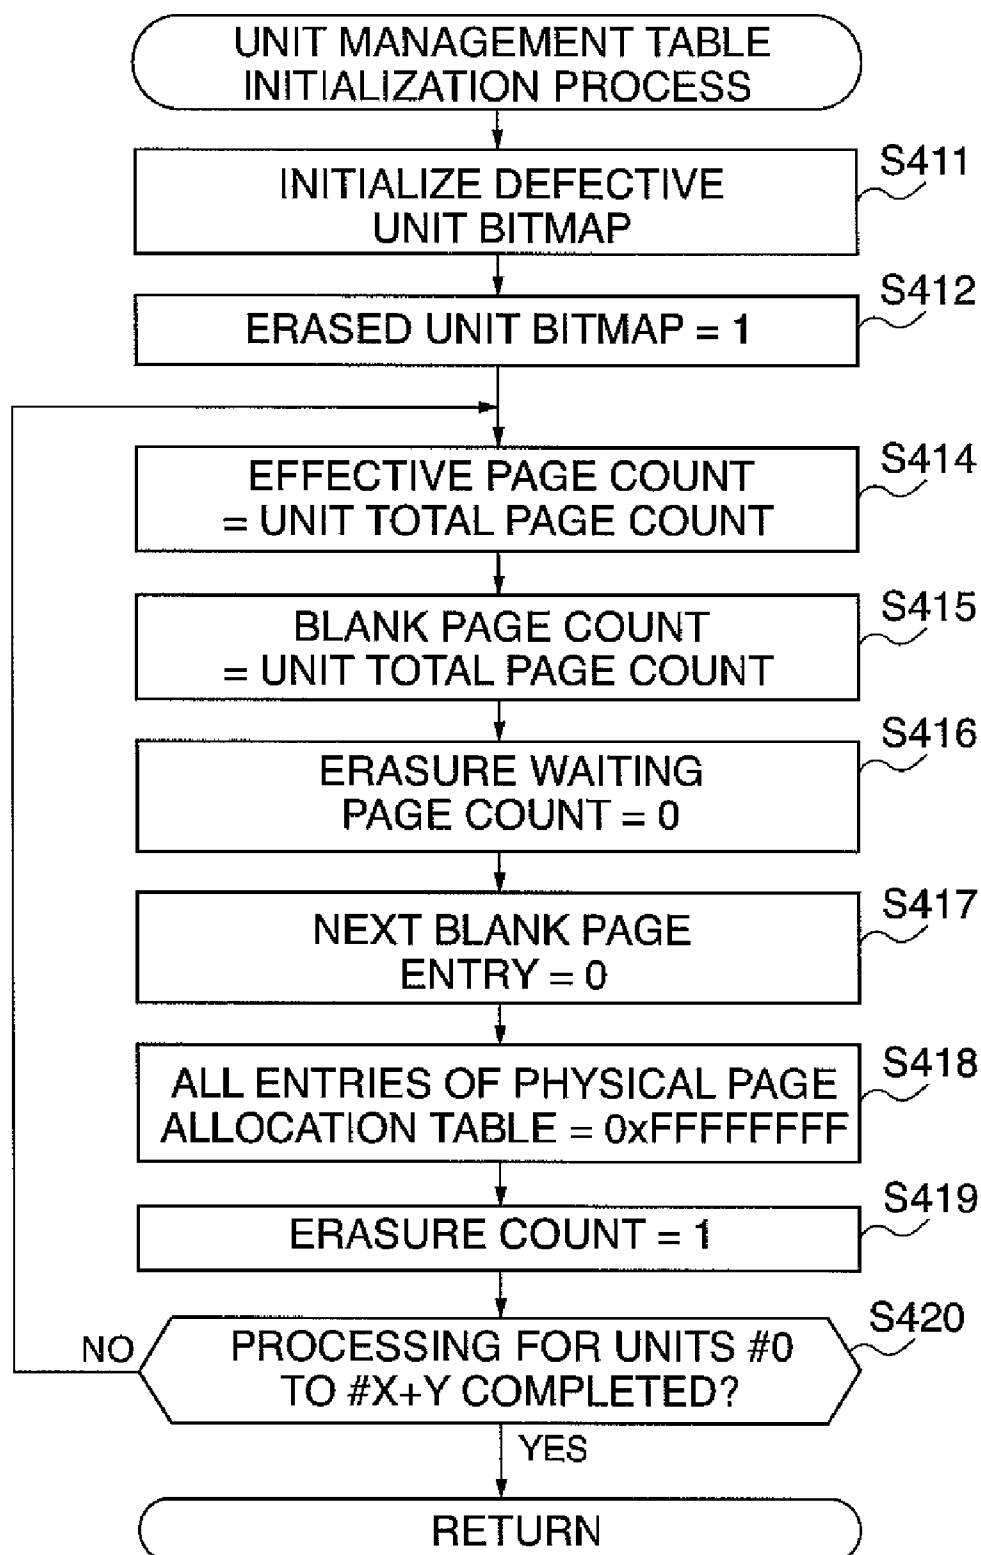 UNIT MANAGEMENT TABLE
INITIALIZATION PROCESS
S411
INITIALIZE DEFECTIVE
UNIT BITMAP
S412
ERASED UNIT BITMAP = 1
S414
EFFECTIVE PAGE COUNT
= UNIT TOTAL PAGE COUNT
S415
BLANK PAGE COUNT
= UNIT TOTAL PAGE COUNT
S416
ERASURE WAITING
PAGE COUNT = 0
S417
NEXT BLANK PAGE
ENTRY = 0
S418
ALL ENTRIES OF PHYSICAL PAGE
ALLOCATION TABLE = 0xFFFFFFFF
S419
ERASURE COUNT = 1
S420
NO
PROCESSING FOR UNITS #0
TO #X+Y COMPLETED?
YES
RETURN